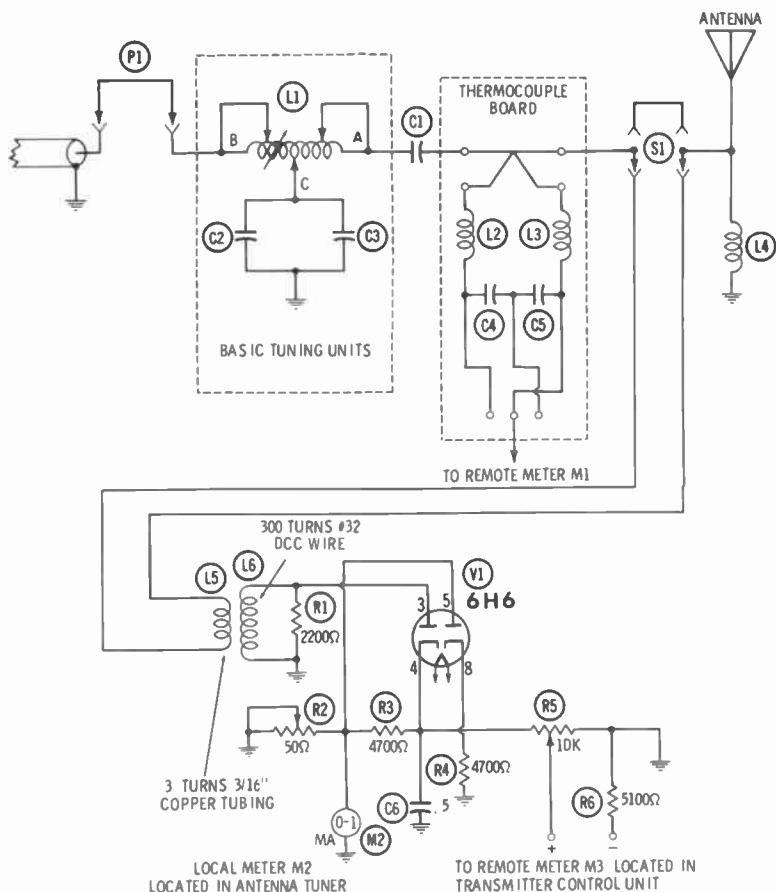 ANTENNA
P1
L1
THERMOCOUPLE
BOARD
C1
B
A
S1
C
C2
C3
L2
L3
L4
C4
C5
BASIC TUNING UNITS
TO REMOTE METER M1
300 TURNS #32
DCC WIRE
L5
L6
V1
6H6
3
5
R1
2200Ω
4
8
R2
R3
R5
50Ω
4700Ω
10K
R4
4700Ω
3 TURNS 3/16"
COPPER TUBING
C6
.5
R6
5100Ω
0-1
MA
M2
+
−
LOCAL METER M2
LOCATED IN ANTENNA TUNER
TO REMOTE METER M3 LOCATED IN
TRANSMITTER CONTROL UNIT